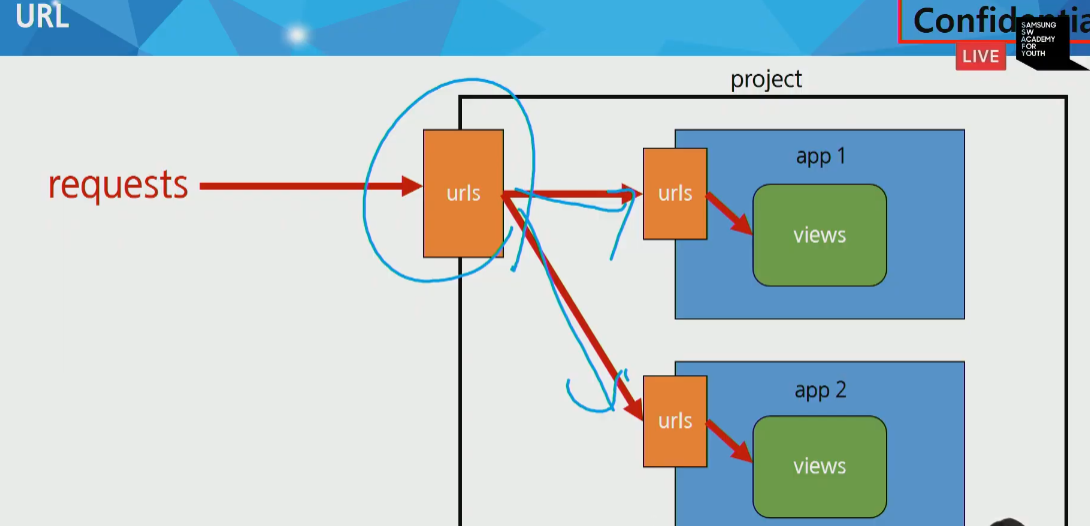 URL
Confidentia
SAMSUNG
SW
ACADEMY
FOR
YOUTH
LIVE
project
requests
urls
urls
app 1
views
urls
app 2
views